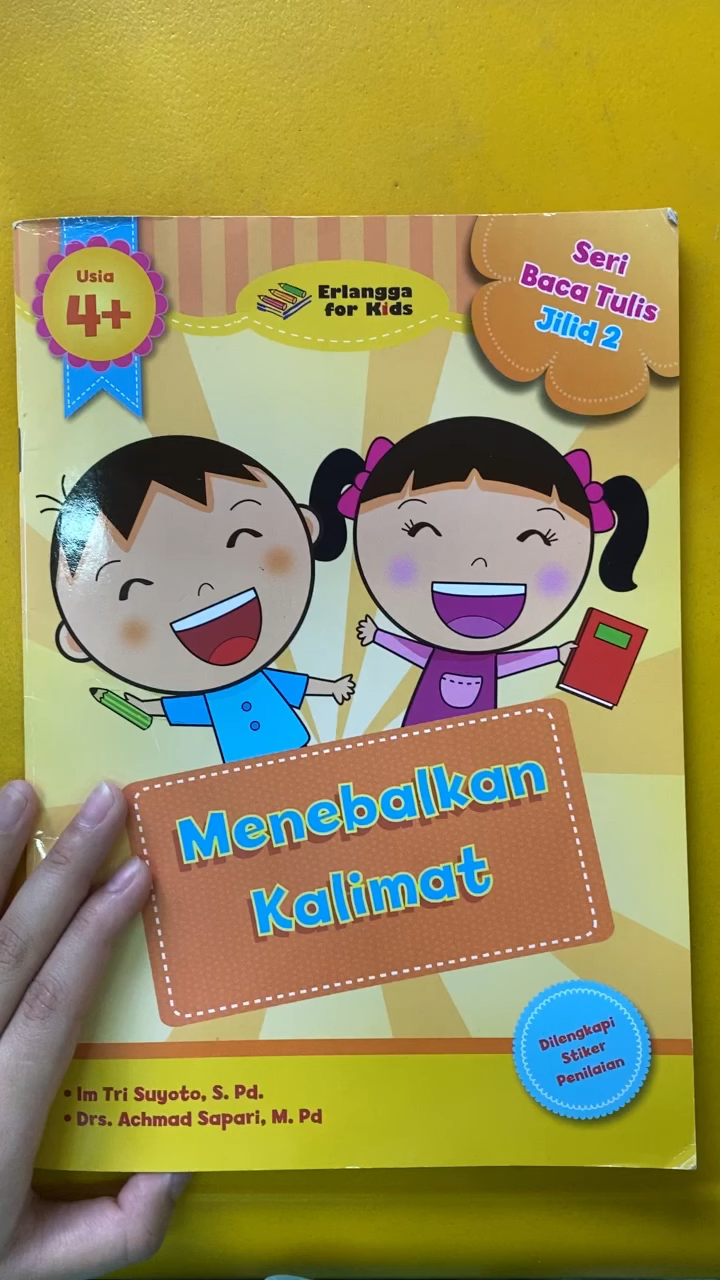 Usia
4+
Erlangga
for Kids
Seri
Baca Tulis
Jilid 2
Menebalkan
Kalimat
Dilengkapi
Stiker
Penilaian
• Im Tri Suyoto, S. Pd.
• Drs. Achmad Sapari, M. Pd